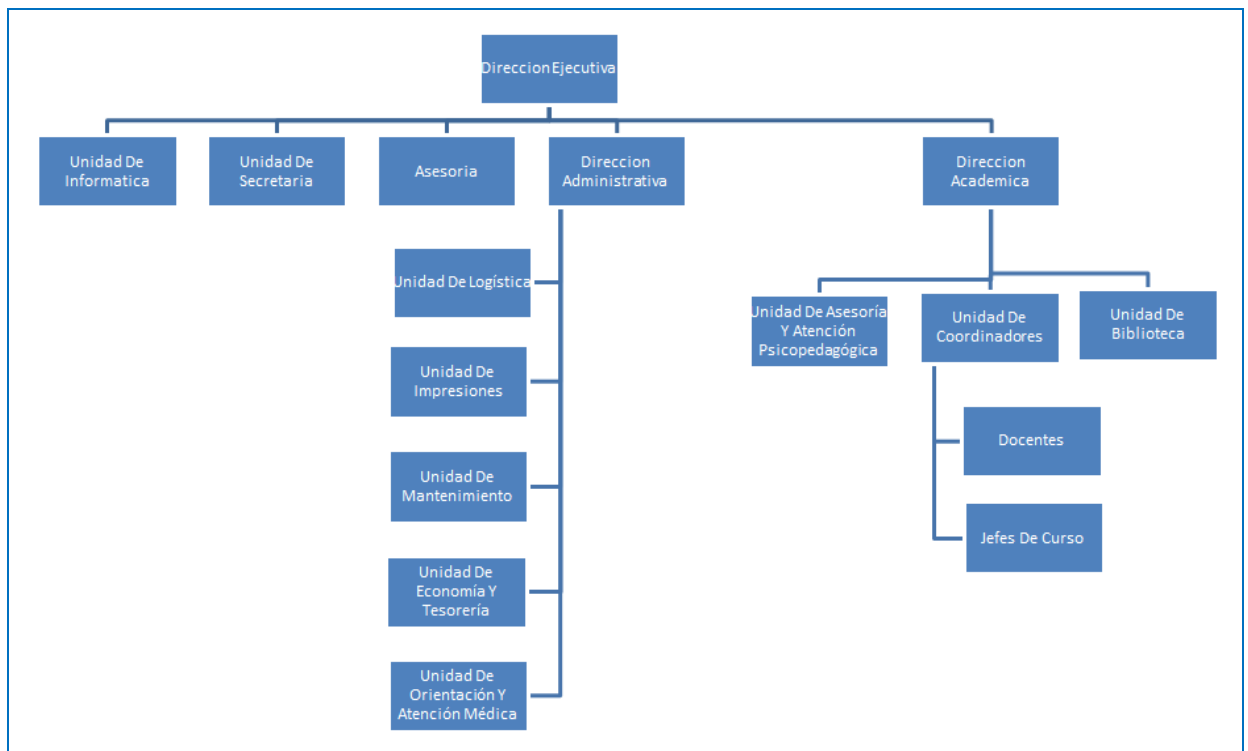 Direccion Ejecutiva
Unidad De
Informatica
Unidad De
Secretaria
Asesoria
Direccion
Administrativa
Direccion
Academica
Unidad De Logística
Unidad De
Impresiones
Unidad De
Mantenimiento
Unidad De
Economía Y
Tesorería
Unidad De
Orientación Y
Atención Médica
Unidad De Asesoría
Y Atención
Psicopedagógica
Unidad De
Coordinadores
Unidad De
Biblioteca
Docentes
Jefes De Curso